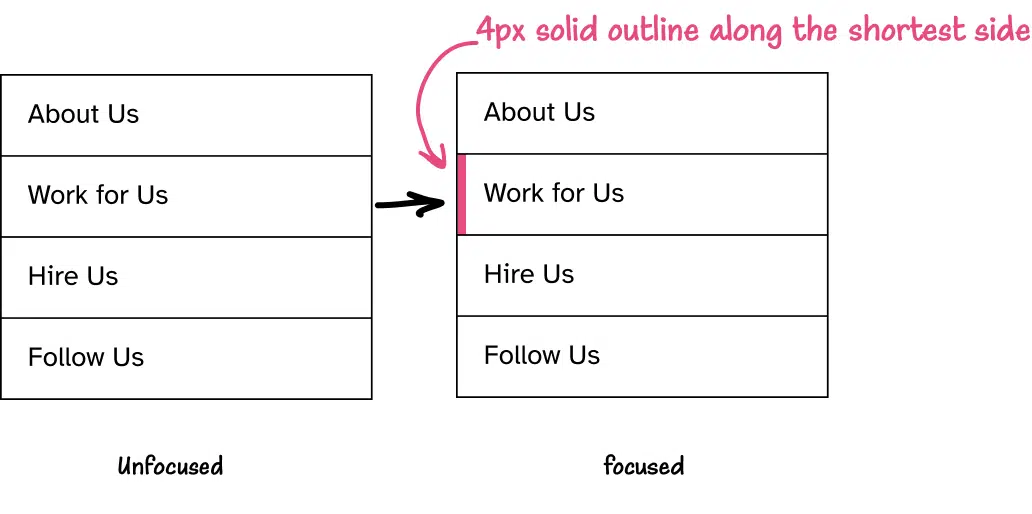 4px solid outline along the shortest side
About Us
Work for Us
Hire Us
Follow Us
About Us
Work for Us
Hire Us
Follow Us
Unfocused
focused